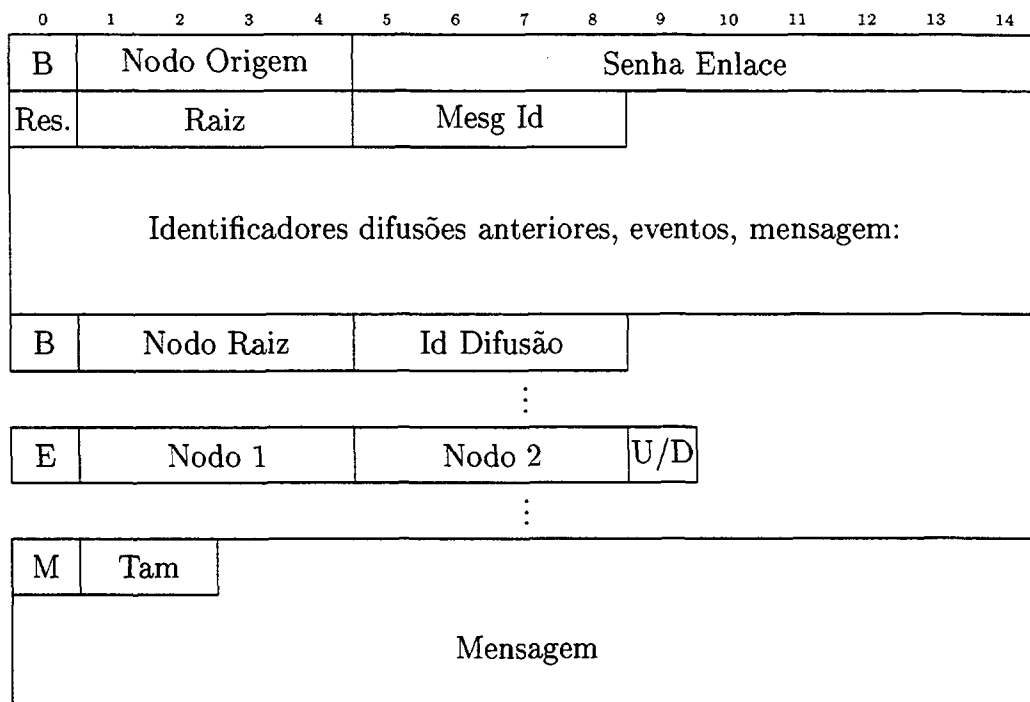 0 1 2 3 4 5 6 7 8 9 10 11 12 13 14
B Nodo Origem Senha Enlace
Res. Raiz Mesg Id
Identificadores difusões anteriores, eventos, mensagem:
B Nodo Raiz Id Difusão
⋮
E Nodo 1 Nodo 2 U/D
⋮
M Tam
Mensagem